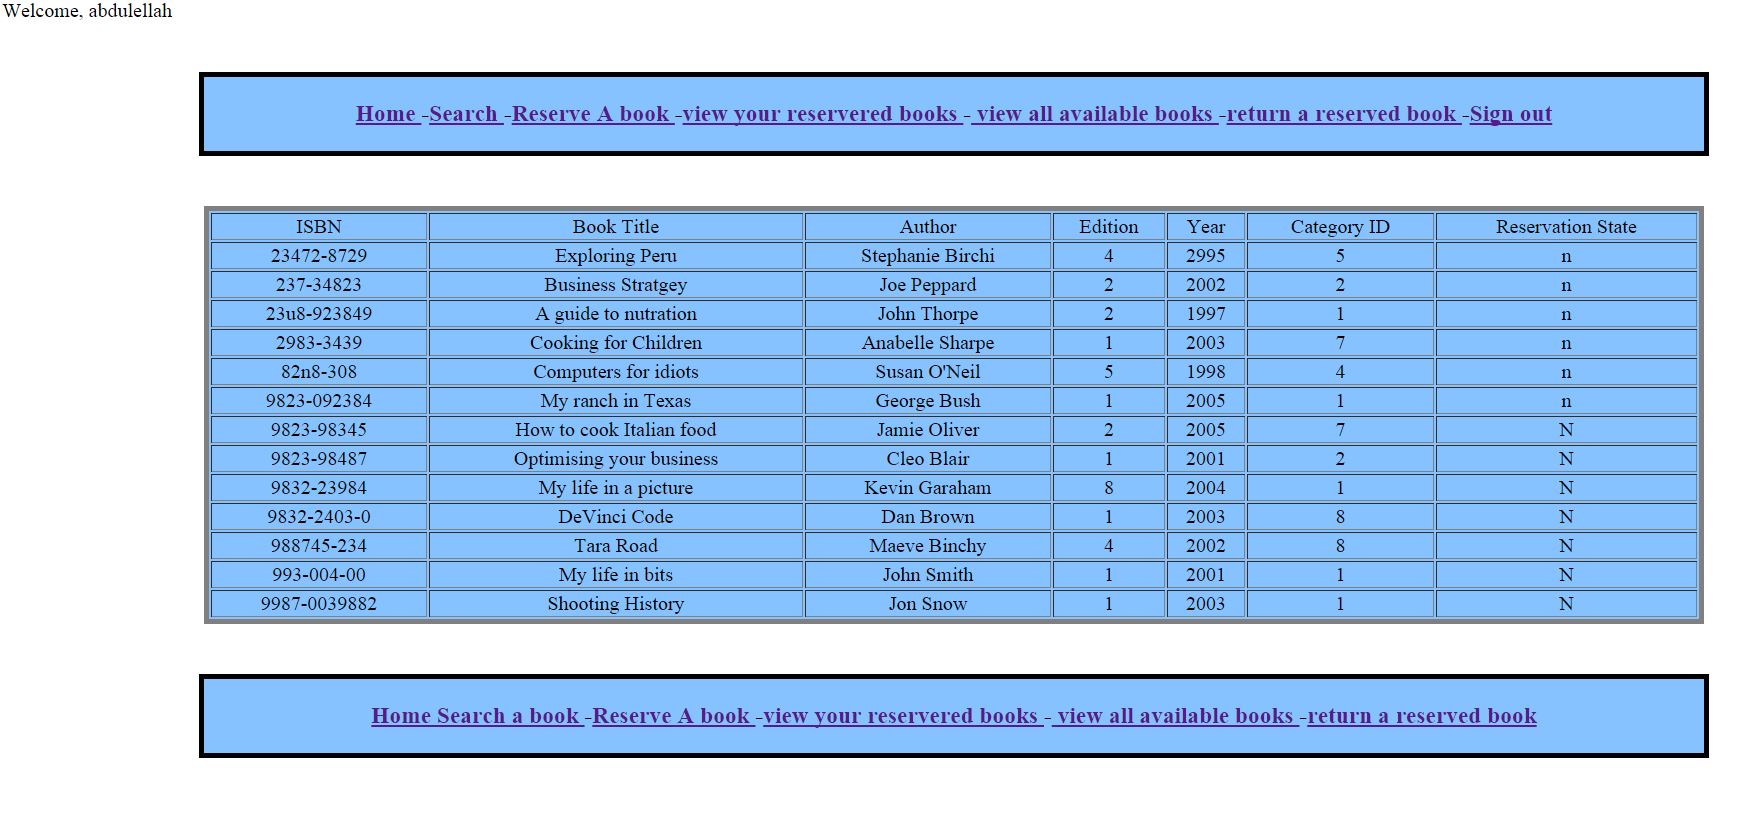 Welcome, abdulellah
Home -Search -Reserve A book -view your reservered books - view all available books -return a reserved book -Sign out
ISBN Book Title Author Edition Year Category ID Reservation State
23472-8729 Exploring Peru Stephanie Birchi 4 2995 5 n
237-34823 Business Stratgey Joe Peppard 2 2002 2 n
23u8-923849 A guide to nutration John Thorpe 2 1997 1 n
2983-3439 Cooking for Children Anabelle Sharpe 1 2003 7 n
82n8-308 Computers for idiots Susan O'Neil 5 1998 4 n
9823-092384 My ranch in Texas George Bush 1 2005 1 n
9823-98345 How to cook Italian food Jamie Oliver 2 2005 7 N
9823-98487 Optimising your business Cleo Blair 1 2001 2 N
9832-23984 My life in a picture Kevin Garaham 8 2004 1 N
9832-2403-0 DeVinci Code Dan Brown 1 2003 8 N
988745-234 Tara Road Maeve Binchy 4 2002 8 N
993-004-00 My life in bits John Smith 1 2001 1 N
9987-0039882 Shooting History Jon Snow 1 2003 1 N
Home Search a book -Reserve A book -view your reservered books - view all available books -return a reserved book